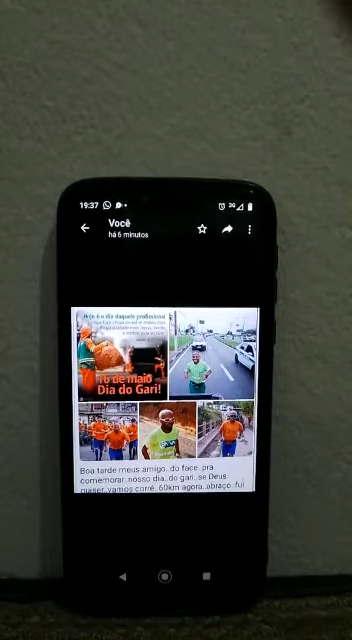 19:37
3G
Você
há 6 minutos
Hoje é o dia daquele profissional
16 de maio
Dia do Gari!
Boa tarde meus amigo..do face..pra
comemorar..nosso dia..do gari..se Deus
quiser..vamos corrê..60km agora..abraço..fui